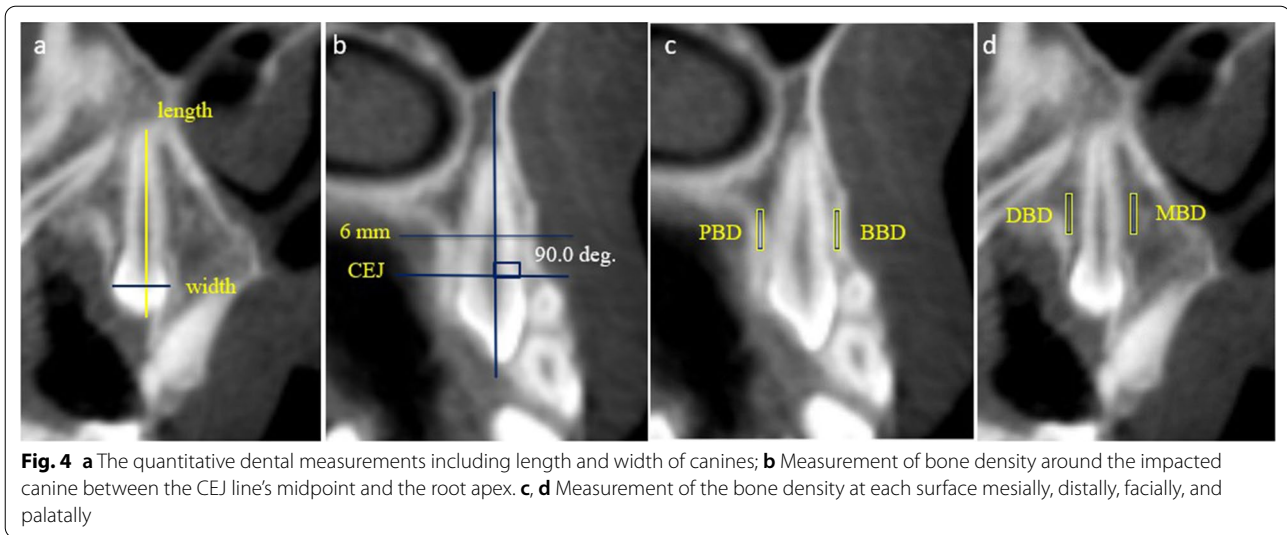 a
length
width
b
6 mm
CEJ
90.0 deg.
c
PBD
BBD
d
DBD
MBD
Fig. 4 a The quantitative dental measurements including length and width of canines; b Measurement of bone density around the impacted
canine between the CEJ line’s midpoint and the root apex. c, d Measurement of the bone density at each surface mesially, distally, facially, and
palatally